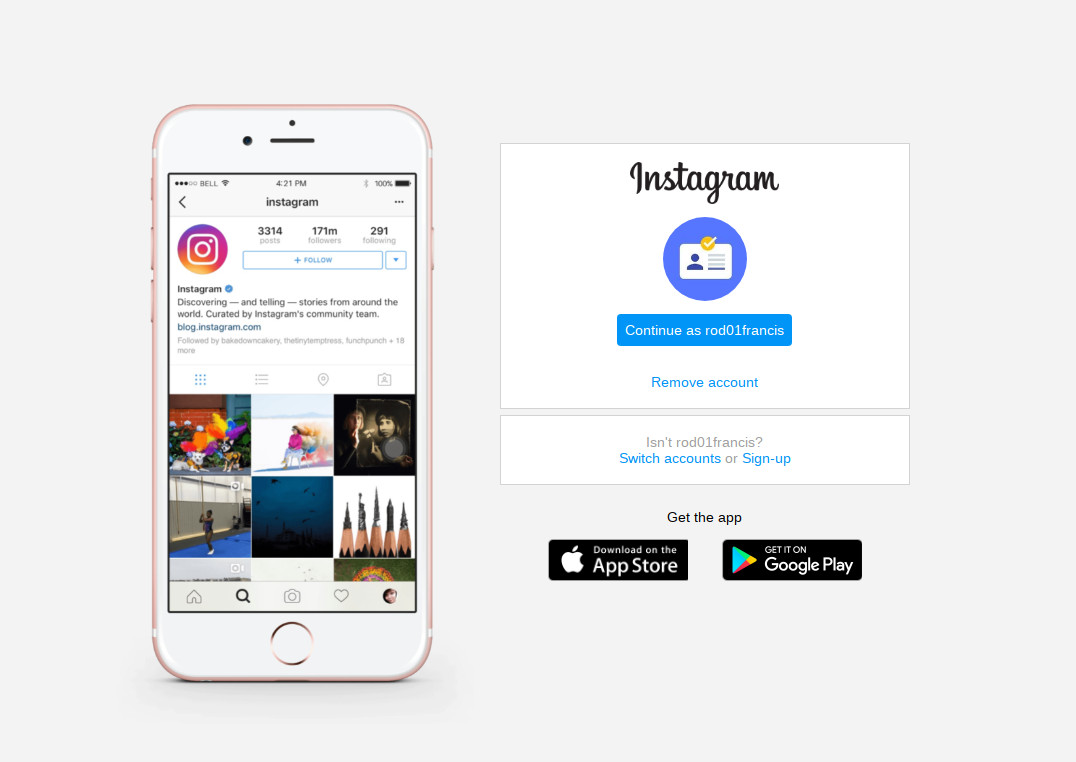 ●●●○○ BELL
4:21 PM
100%
instagram
3314
posts
171m
followers
291
following
+ FOLLOW
Instagram
Discovering — and telling — stories from around the
world. Curated by Instagram's community team.
blog.instagram.com
Followed by bakedowncakery, thetinytemptress, funchpunch + 18
more
Instagram
Continue as rod01francis
Remove account
Isn't rod01francis?
Switch accounts or Sign-up
Get the app
Download on the
App Store
GET IT ON
Google Play